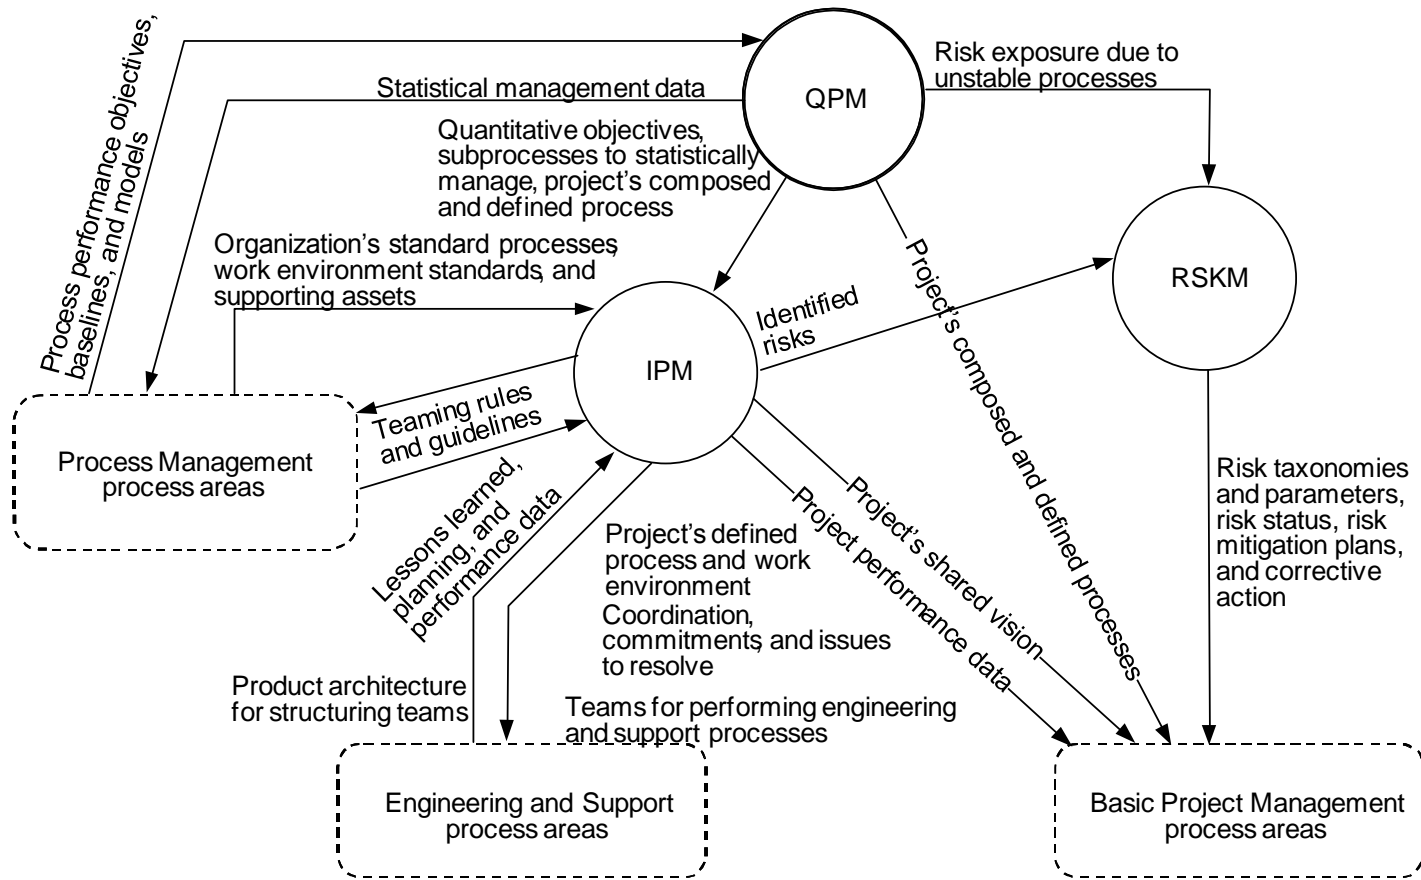 Process performance objectives,
baselines, and models
QPM
Risk exposure due to
unstable processes
Statistical management data
Quantitative objectives,
subprocesses to statistically
manage, project's composed
and defined process
Organization's standard processes,
work environment standards, and
supporting assets
RSKM
Project's composed and defined processes
Identified
risks
IPM
Teaming rules
and guidelines
Process Management
process areas
Lessons learned,
planning, and
performance data
Project's shared vision
Project performance data
Risk taxonomies
and parameters,
risk status, risk
mitigation plans,
and corrective
action
Project's defined
process and work
environment
Coordination,
commitments, and issues
to resolve
Product architecture
for structuring teams
Teams for performing engineering
and support processes
Engineering and Support
process areas
Basic Project Management
process areas